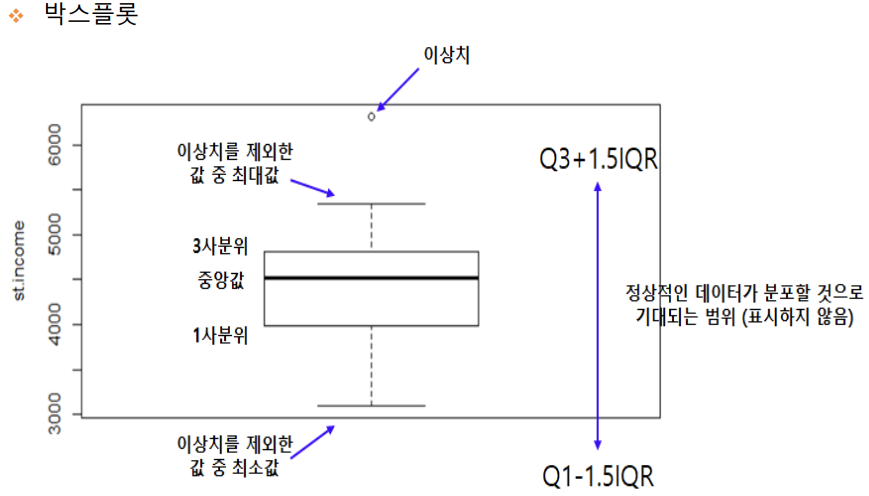 ❖ 박스플롯
이상치
이상치를 제외한
값 중 최대값
Q3+1.5IQR
6000
5000
4000
3000
st.income
3사분위
중앙값
1사분위
정상적인 데이터가 분포할 것으로
기대되는 범위 (표시하지 않음)
이상치를 제외한
값 중 최소값
Q1-1.5IQR